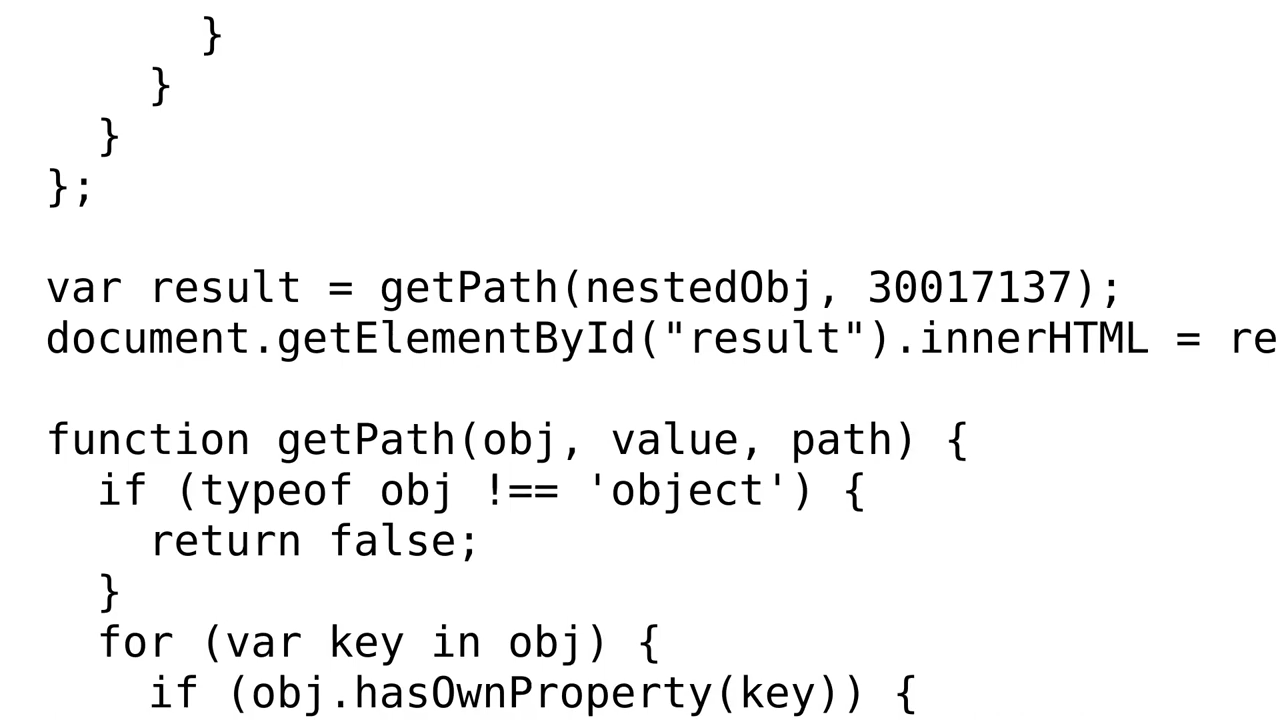 }
    }
  }
};

var result = getPath(nestedObj, 30017137);
document.getElementById("result").innerHTML = re

function getPath(obj, value, path) {
  if (typeof obj !== 'object') {
    return false;
  }
  for (var key in obj) {
    if (obj.hasOwnProperty(key)) {